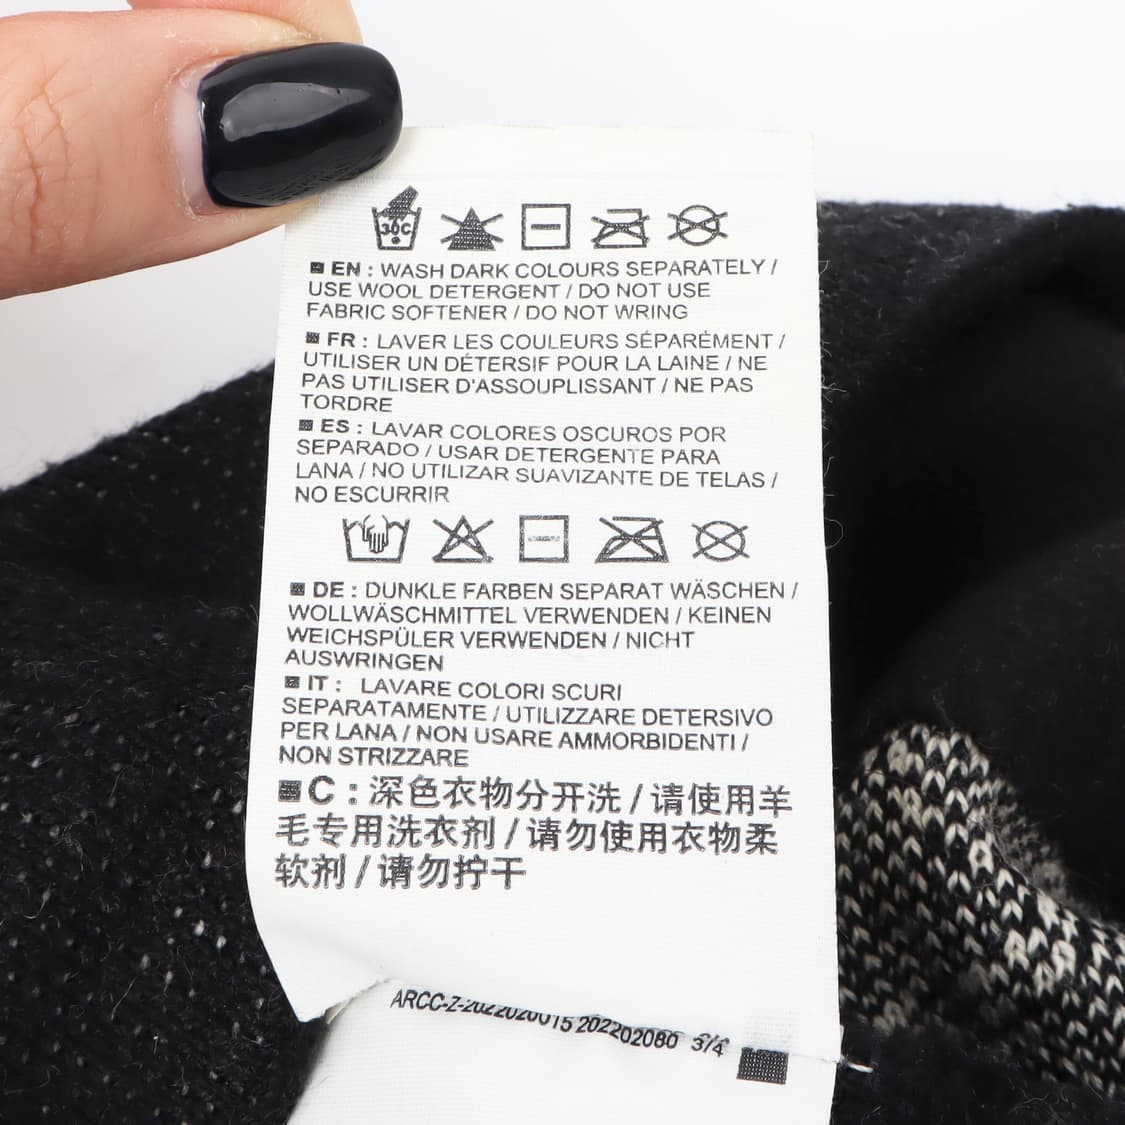 30C
EN : WASH DARK COLOURS SEPARATELY /
USE WOOL DETERGENT / DO NOT USE
FABRIC SOFTENER / DO NOT WRING
FR : LAVER LES COULEURS SÉPARÉMENT /
UTILISER UN DÉTERSIF POUR LA LAINE / NE
PAS UTILISER D'ASSOUPLISSANT / NE PAS
TORDRE
ES : LAVAR COLORES OSCUROS POR
SEPARADO / USAR DETERGENTE PARA
LANA / NO UTILIZAR SUAVIZANTE DE TELAS /
NO ESCURRIR
DE : DUNKLE FARBEN SEPARAT WÄSCHEN /
WOLLWÄSCHMITTEL VERWENDEN / KEINEN
WEICHSPÜLER VERWENDEN / NICHT
AUSWRINGEN
IT : LAVARE COLORI SCURI
SEPARATAMENTE / UTILIZZARE DETERSIVO
PER LANA / NON USARE AMMORBIDENTI /
NON STRIZZARE
C : 深色衣物分开洗 / 请使用羊
毛专用洗衣剂 / 请勿使用衣物柔
软剂 / 请勿拧干
ARCC-Z-2022020015 202202080 3/4